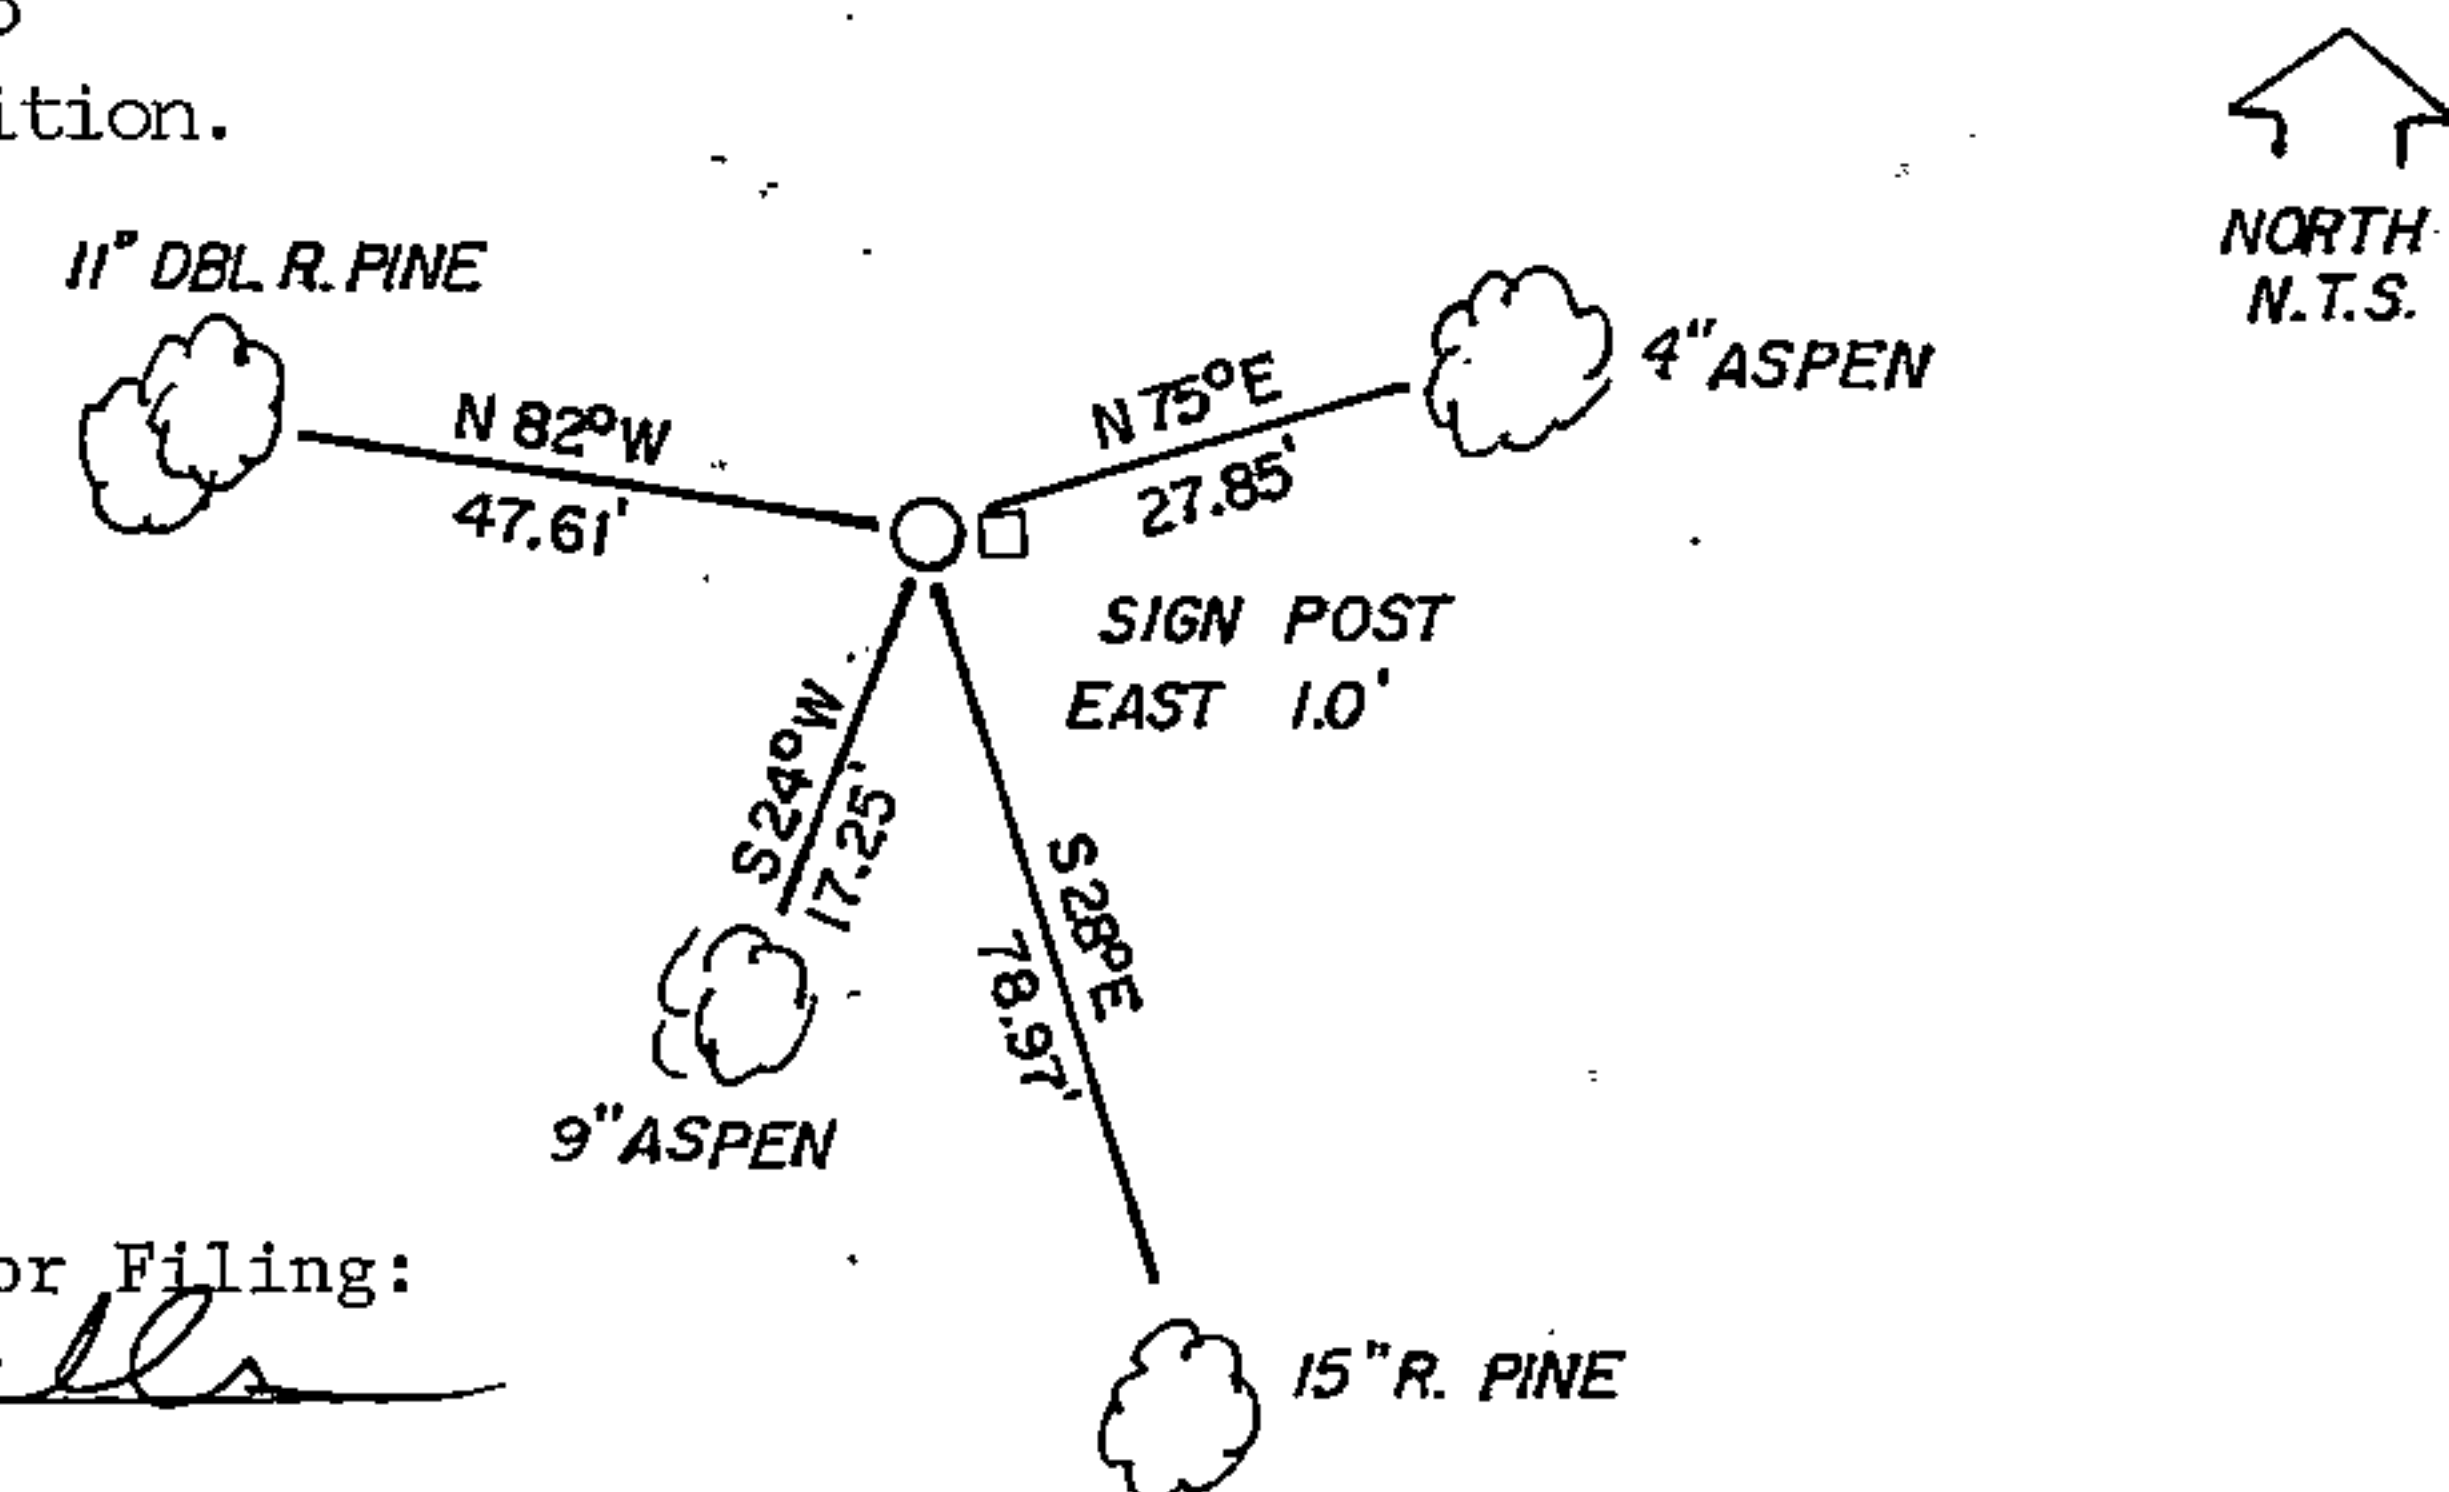 ition.
NORTH
N.T.S.
11" DBL. R. PINE
4" ASPEN
N 82° W
47.61'
N 75° E
27.85'
SIGN POST
EAST 1.0'
S 24° W
17.25'
S 28° E
78.97'
9" ASPEN
or Filing:
15" R. PINE